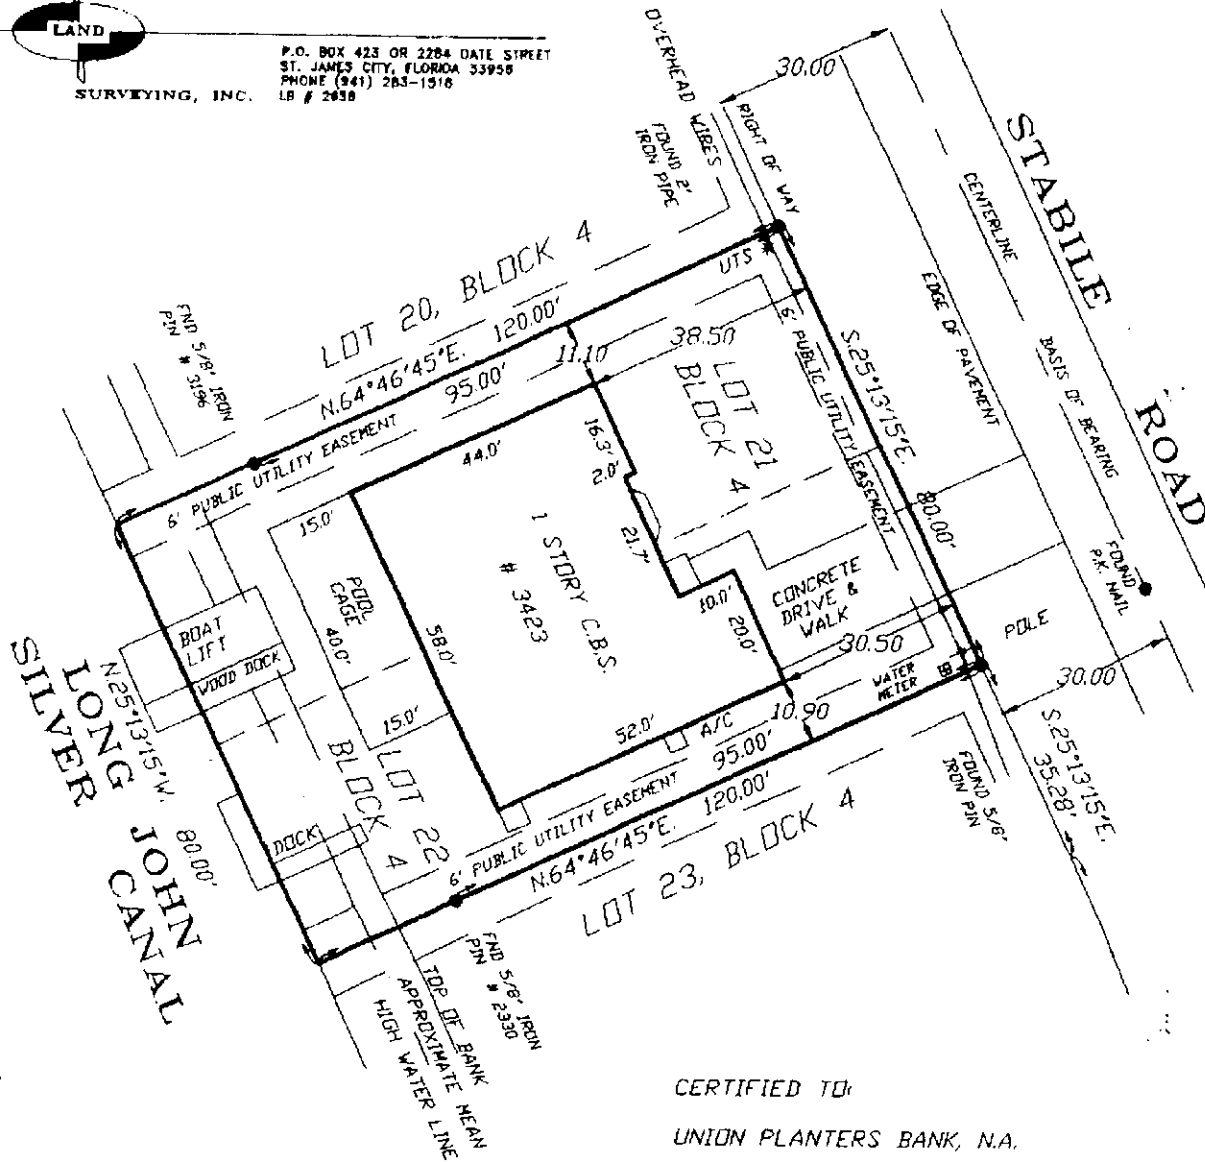 LAND
SURVEYING, INC.
P.O. BOX 423 OR 2264 DATE STREET
ST. JAMES CITY, FLORIDA 33956
PHONE (941) 283-1516
LB #
OVERHEAD WIRES
RIGHT OF WAY
30.00
FOUND 2"
IRON PIPE
STABILE
ROAD
CENTERLINE
BASIS OF BEARING
EDGE OF PAVEMENT
FOUND
P.K. NAIL
LOT 20, BLOCK 4
N.64°46'45"E. 120.00'
95.00'
11.10
UTS
38.50
6' PUBLIC UTILITY EASEMENT
S.25°13'15"E.
80.00'
LOT 21
BLOCK 4
FND 5/8" IRON
PIN # 3196
6' PUBLIC UTILITY EASEMENT
44.0'
16.3'
2.0'
21.7'
10.0'
20.0'
15.0'
POOL
CAGE
40.0'
58.0'
1 STORY C.B.S.
# 3423
CONCRETE
DRIVE &
WALK
30.50
POLE
30.00
WATER
METER
BOAT
LIFT
WOOD DOCK
15.0'
52.0'
A/C
10.90
95.00'
LOT 22
BLOCK 4
DOCK
6' PUBLIC UTILITY EASEMENT
N.64°46'45"E. 120.00'
LOT 23, BLOCK 4
FOUND 5/8"
IRON PIN
S.25°13'15"E.
35.28'
N25°13'15"W. 80.00'
LONG JOHN
SILVER CANAL
FND 5/8" IRON
PIN # 2330
TOP OF BANK
APPROXIMATE MEAN
HIGH WATER LINE
CERTIFIED TO:
UNION PLANTERS BANK, N.A.